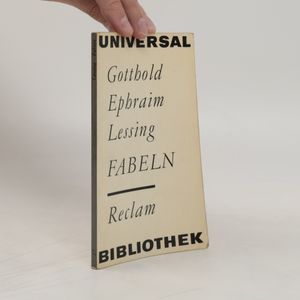 UNIVERSAL
Gotthold
Ephraim
Lessing
FABELN
Reclam
BIBLIOTHEK